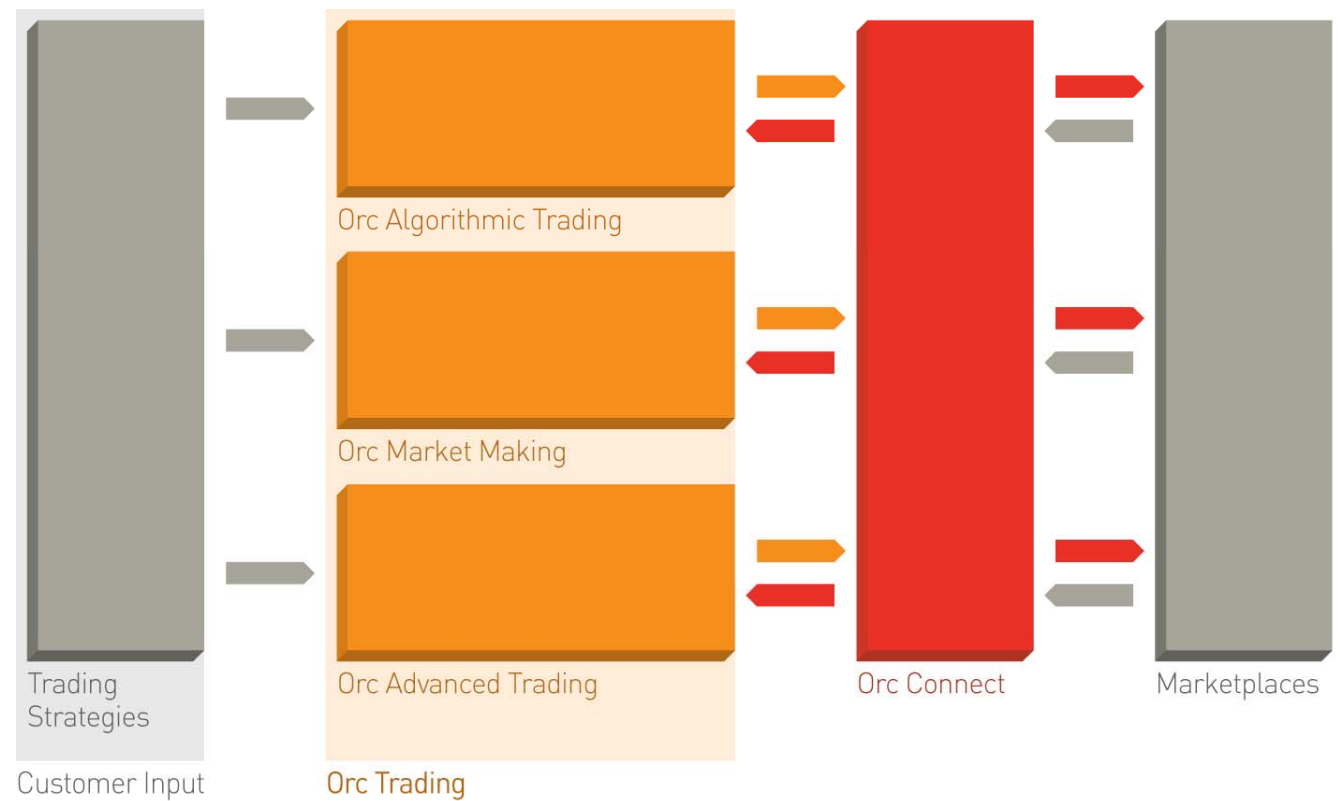 Orc Algorithmic Trading
Orc Market Making
Trading
Strategies
Orc Advanced Trading
Orc Connect
Marketplaces
Customer Input
Orc Trading